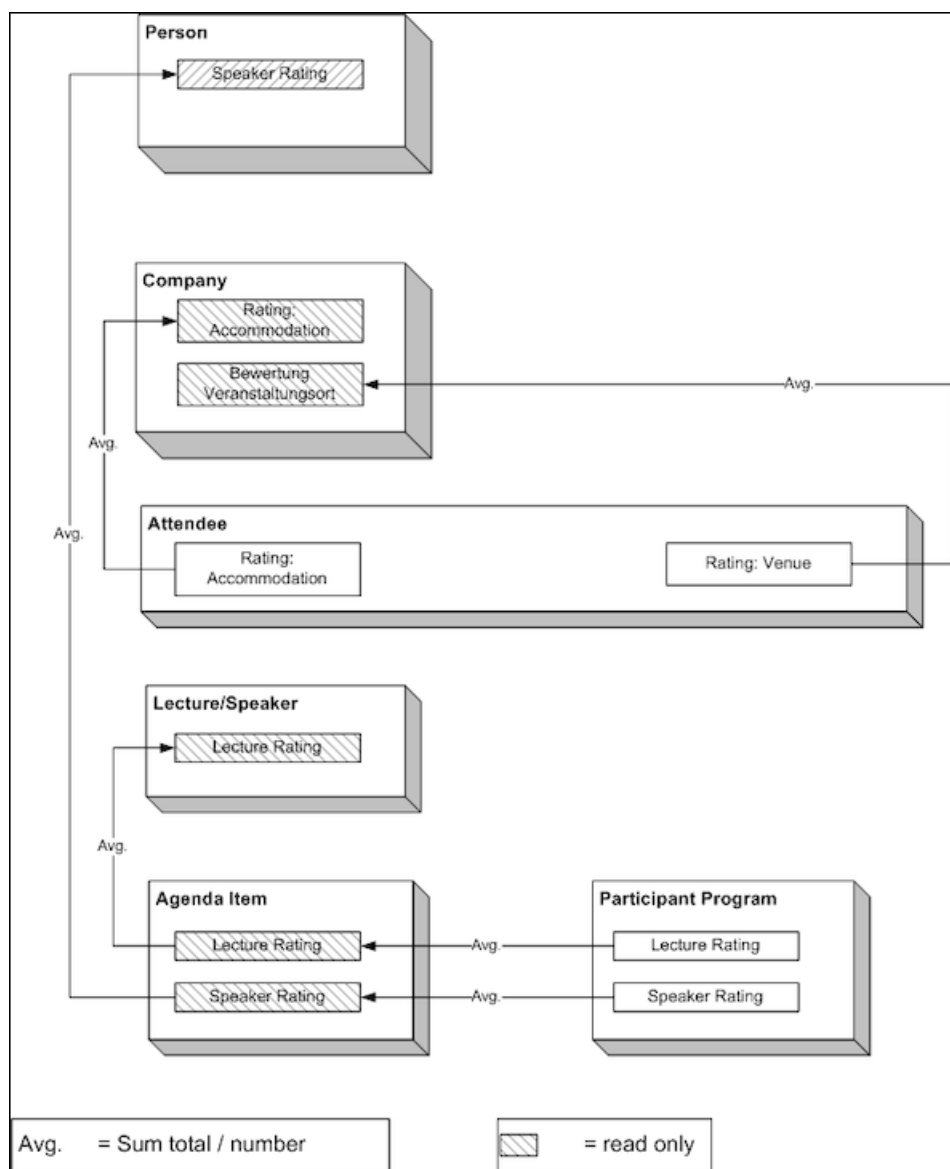 Person
Speaker Rating
Company
Rating:
Accommodation
Bewertung
Veranstaltungsort
Avg.
Avg.
Attendee
Avg.
Rating:
Accommodation
Rating: Venue
Lecture/Speaker
Lecture Rating
Avg.
Agenda Item
Participant Program
Lecture Rating
Avg.
Lecture Rating
Speaker Rating
Avg.
Speaker Rating
Avg. = Sum total / number
= read only